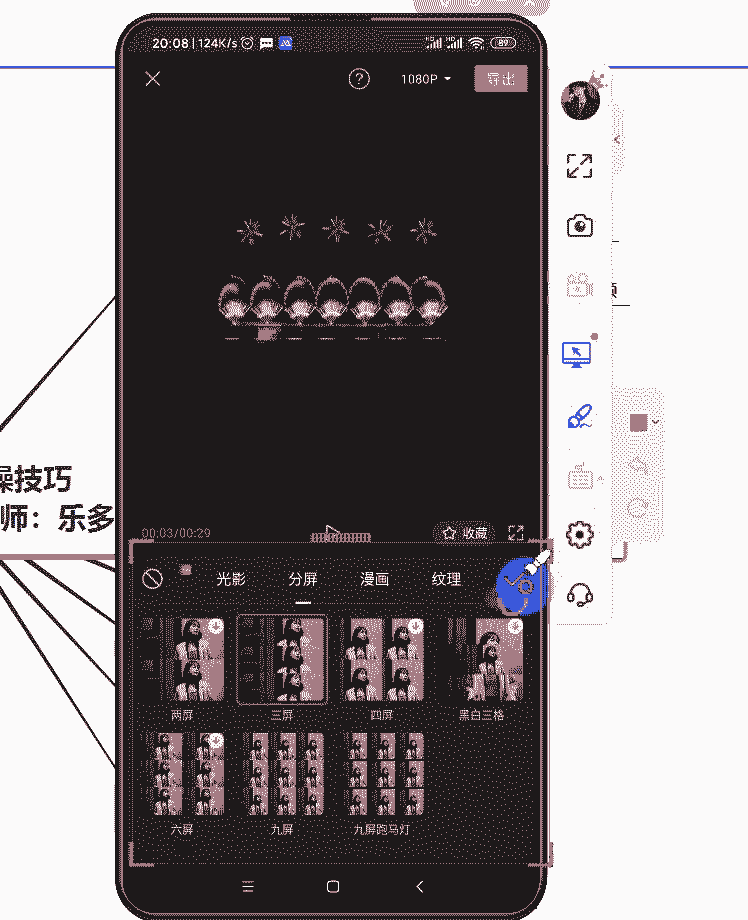 20:08 | 124K/s
89
1080P
导出
操技巧
师：乐多
00:03/00:29
收藏
光影
分屏
漫画
纹理
两屏
三屏
四屏
黑白三格
六屏
九屏
九屏跑马灯